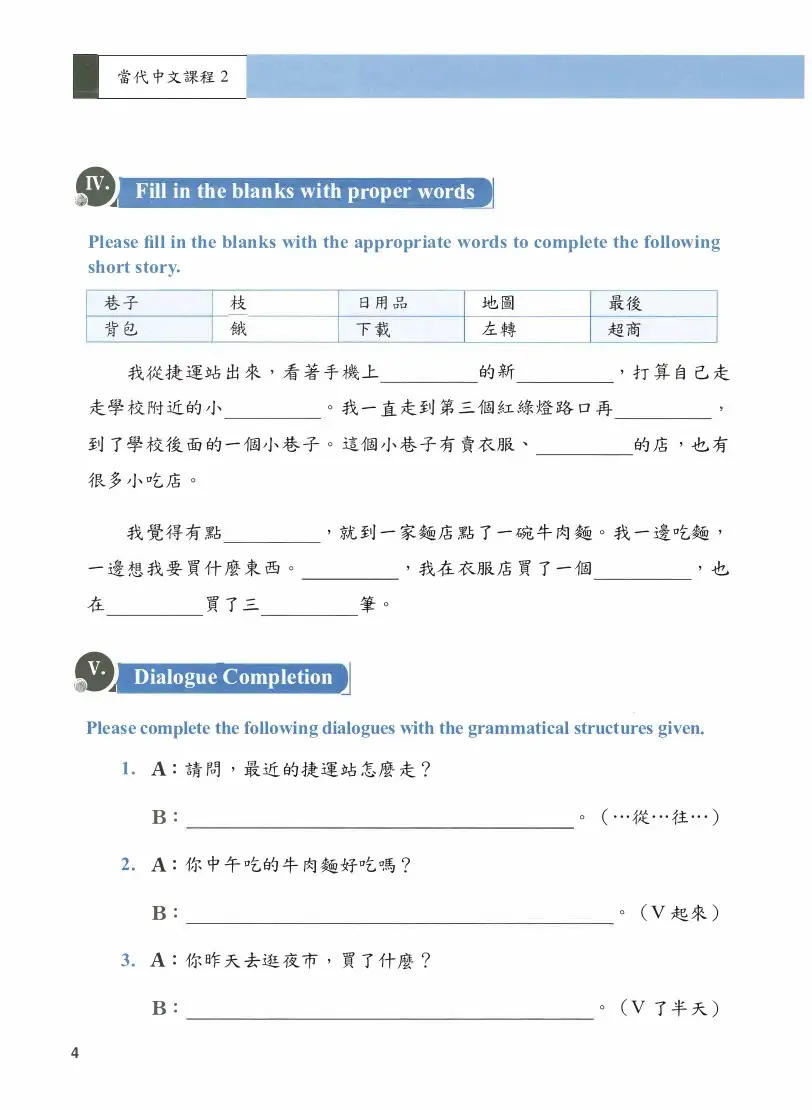 當代中文課程 2
IV. Fill in the blanks with proper words
Please fill in the blanks with the appropriate words to complete the following
short story.
巷子 枝 日用品 地圖 最後
背包 餓 下載 左轉 超商
我從捷運站出來，看著手機上__________的新__________，打算自己走
走學校附近的小__________。我一直走到第三個紅綠燈路口再__________，
到了學校後面的一個小巷子。這個小巷子有賣衣服、__________的店，也有
很多小吃店。
我覺得有點__________，就到一家麵店點了一碗牛肉麵。我一邊吃麵，
一邊想我要買什麼東西。__________，我在衣服店買了一個__________，也
在__________買了三__________筆。
V. Dialogue Completion
Please complete the following dialogues with the grammatical structures given.
1. A：請問，最近的捷運站怎麼走？
B：__________。（…從…往…）
2. A：你中午吃的牛肉麵好吃嗎？
B：__________。（V 起來）
3. A：你昨天去逛夜市，買了什麼？
B：__________。（V 了半天）
4